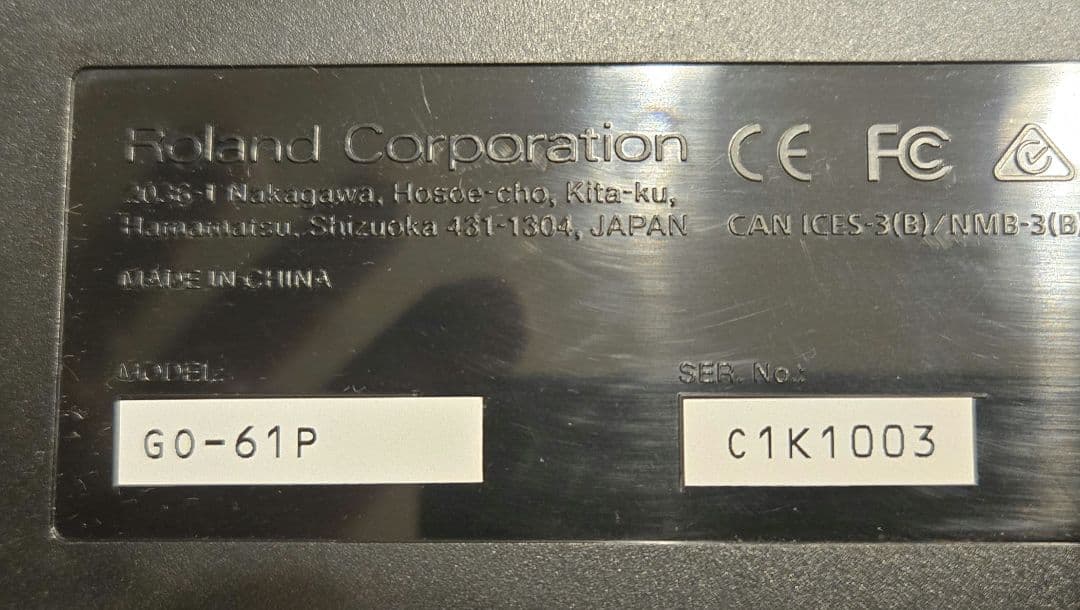 Roland Corporation
2036-1 Nakagawa, Hosoe-cho, Kita-ku,
Hamamatsu, Shizuoka 431-1304, JAPAN
MADE IN CHINA
CE FC
CAN ICES-3(B)/NMB-3(B)
MODEL:
GO-61P
SER. No.:
C1K1003